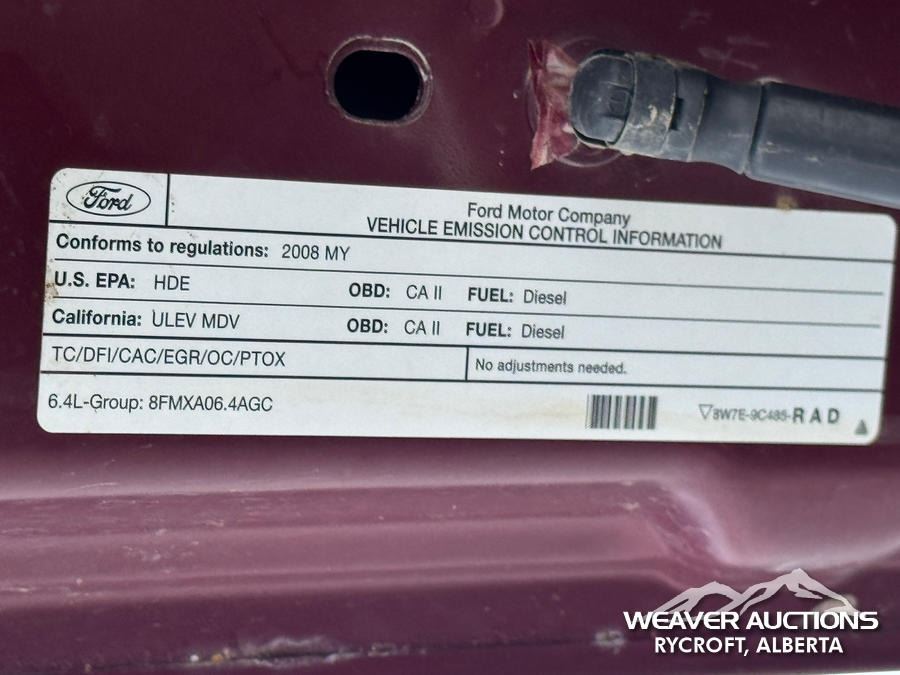 Ford
Ford Motor Company
VEHICLE EMISSION CONTROL INFORMATION
Conforms to regulations: 2008 MY
U.S. EPA: HDE OBD: CA II FUEL: Diesel
California: ULEV MDV OBD: CA II FUEL: Diesel
TC/DFI/CAC/EGR/OC/PTOX No adjustments needed.
6.4L-Group: 8FMXA06.4AGC 8W7E-9C485-RAD
WEAVER AUCTIONS
RYCROFT, ALBERTA